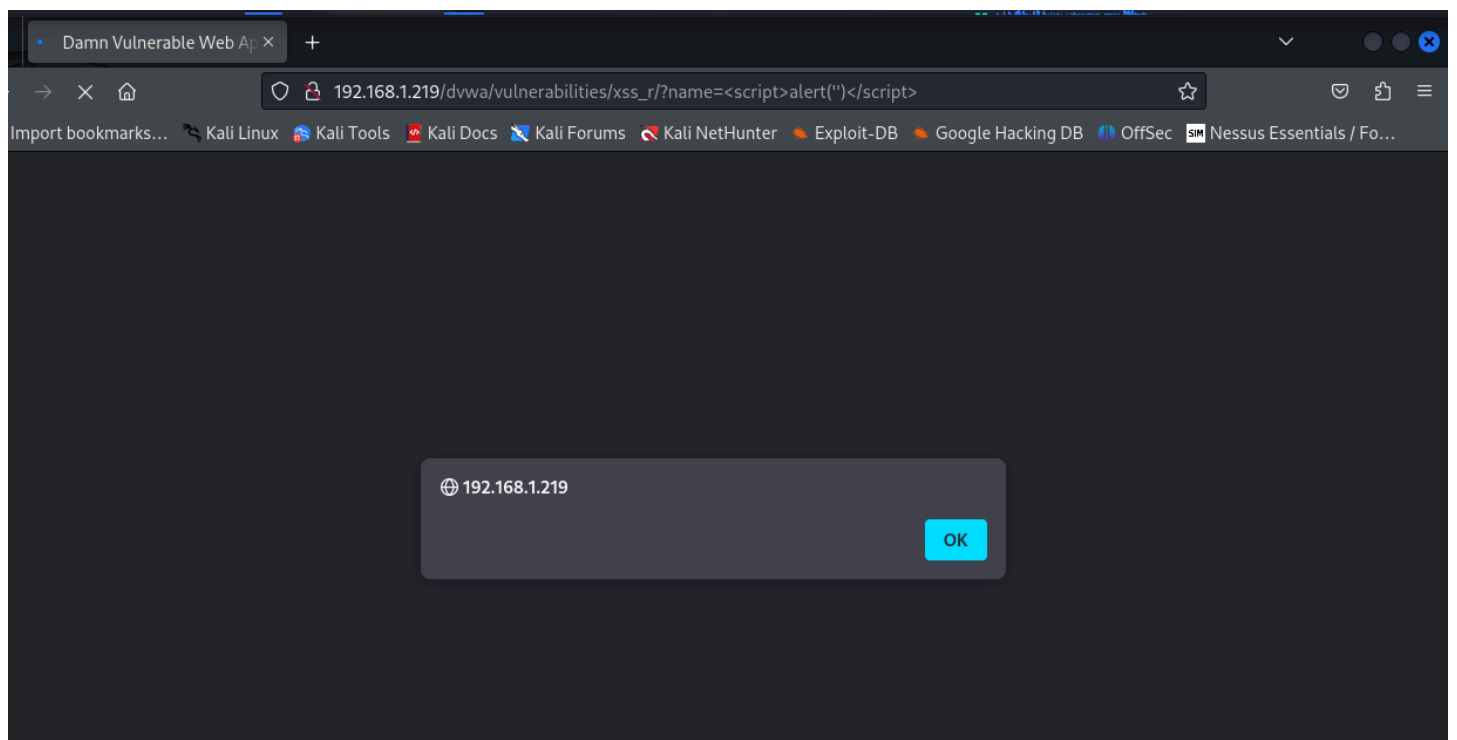 Damn Vulnerable Web Ap
192.168.1.219/dvwa/vulnerabilities/xss_r/?name=<script>alert('')</script>
Import bookmarks... Kali Linux Kali Tools Kali Docs Kali Forums Kali NetHunter Exploit-DB Google Hacking DB OffSec SIM Nessus Essentials / Fo...
192.168.1.219
OK